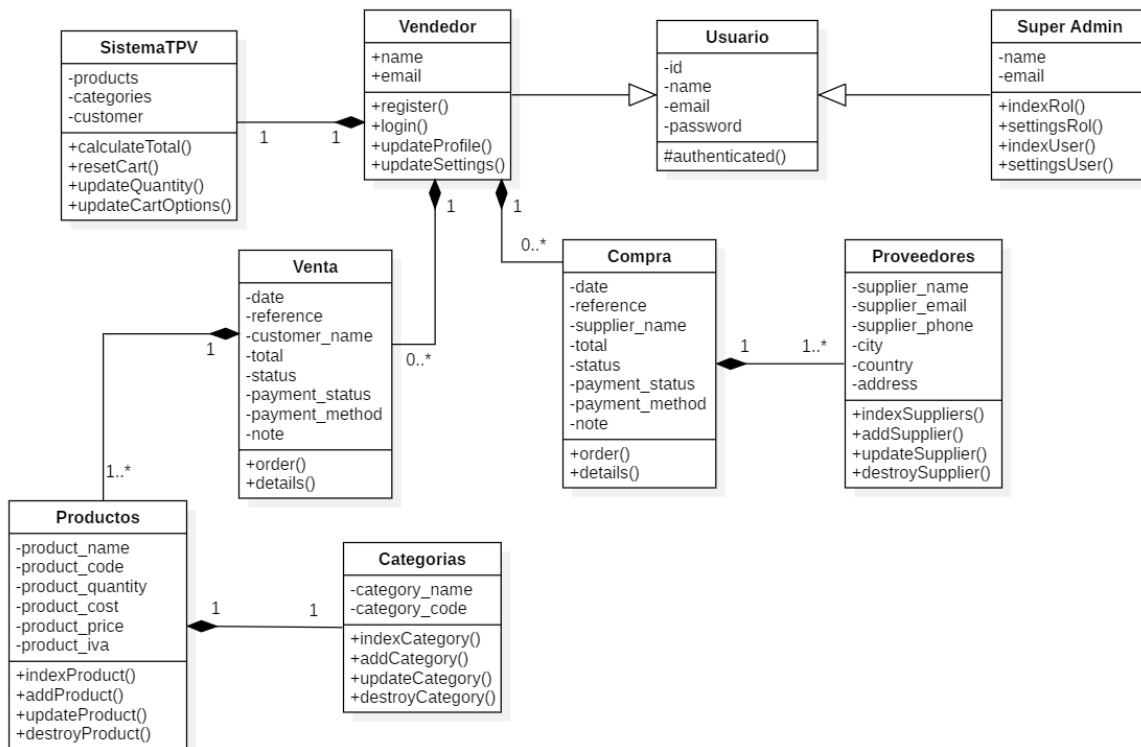 SistemaTPV
-products
-categories
-customer
+calculateTotal()
+resetCart()
+updateQuantity()
+updateCartOptions()
1
1
Vendedor
+name
+email
+register()
+login()
+updateProfile()
+updateSettings()
Usuario
-id
-name
-email
-password
#authenticated()
Super Admin
-name
-email
+indexRol()
+settingsRol()
+indexUser()
+settingsUser()
1
0..*
1
0..*
Venta
-date
-reference
-customer_name
-total
-status
-payment_status
-payment_method
-note
+order()
+details()
Compra
-date
-reference
-supplier_name
-total
-status
-payment_status
-payment_method
-note
+order()
+details()
1
1..*
Proveedores
-supplier_name
-supplier_email
-supplier_phone
-city
-country
-address
+indexSuppliers()
+addSupplier()
+updateSupplier()
+destroySupplier()
1
1..*
Productos
-product_name
-product_code
-product_quantity
-product_cost
-product_price
-product_iva
+indexProduct()
+addProduct()
+updateProduct()
+destroyProduct()
1
1
Categorias
-category_name
-category_code
+indexCategory()
+addCategory()
+updateCategory()
+destroyCategory()